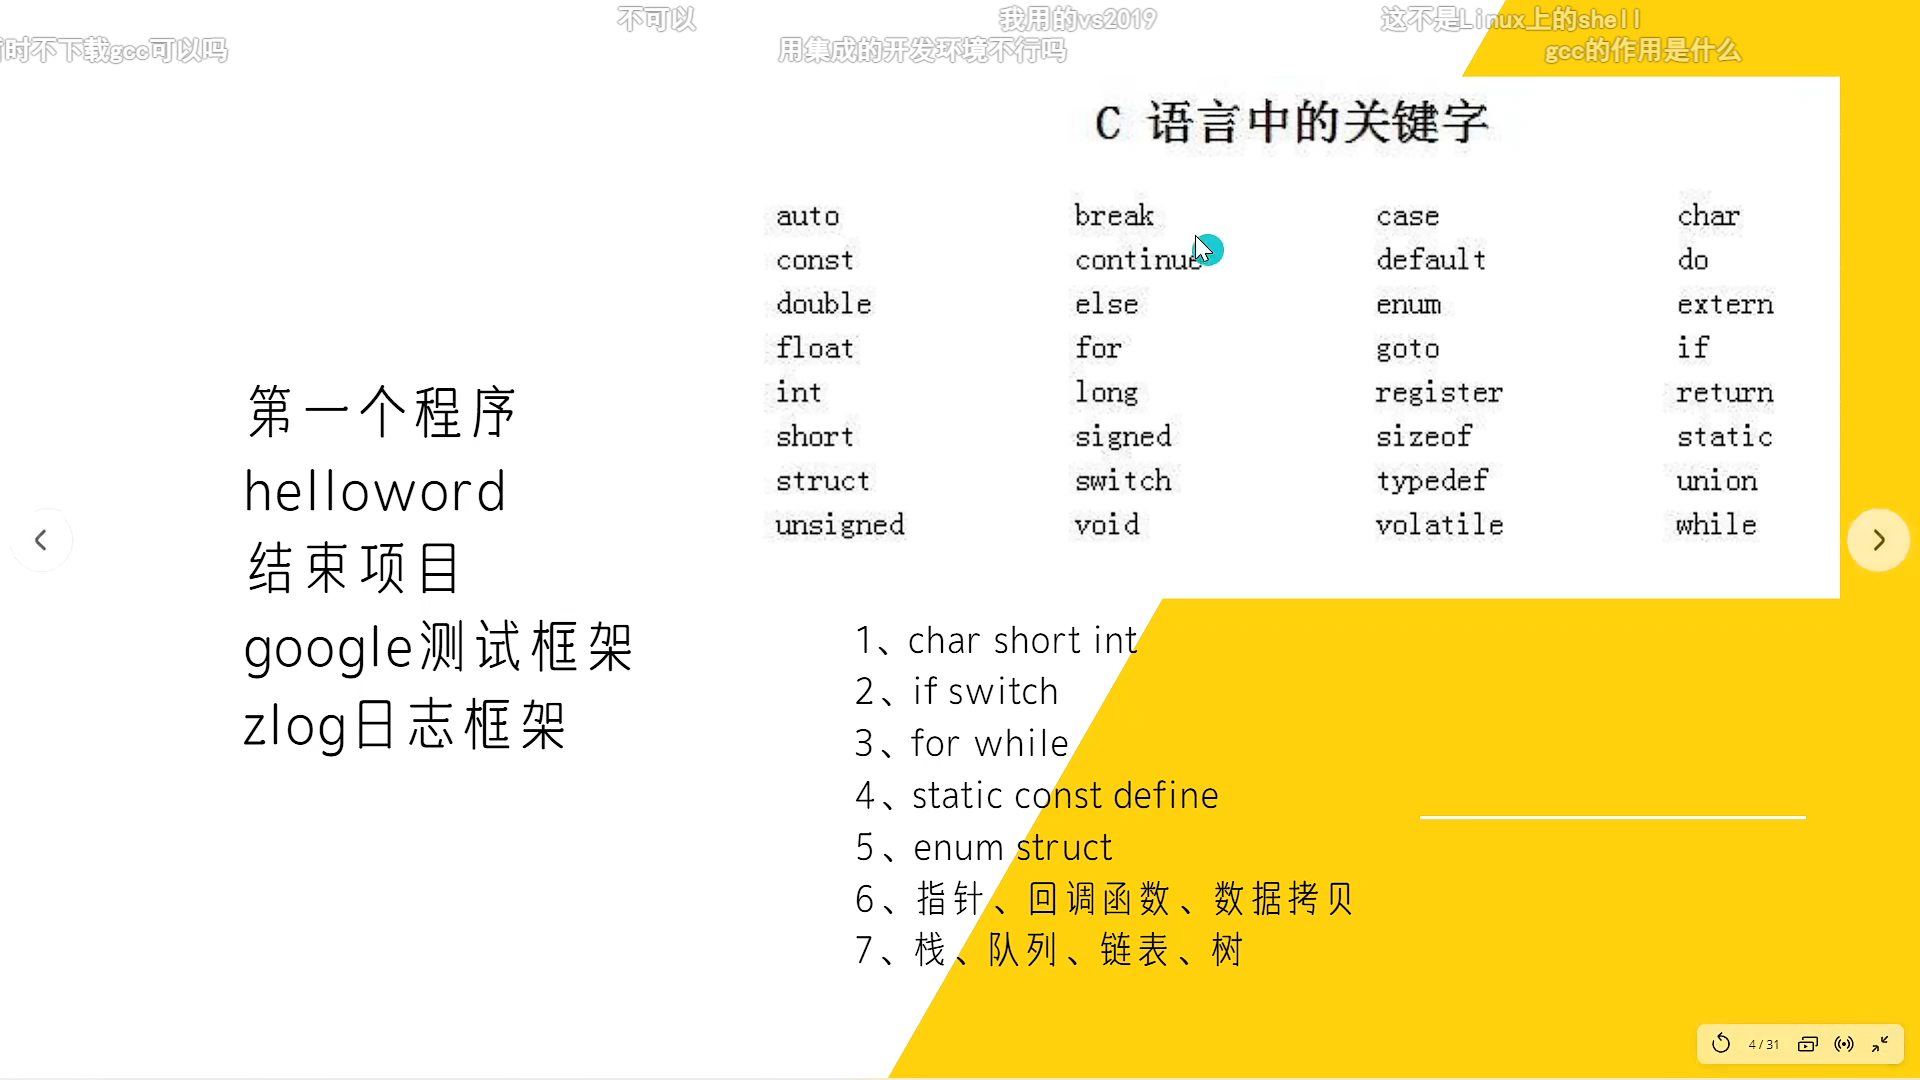 不可以
我用的vs2019
这不是Linux上的shell
时不下载gcc可以吗
用集成的开发环境不行吗
gcc的作用是什么
C 语言中的关键字
auto break case char
const continue default do
double else enum extern
float for goto if
int long register return
short signed sizeof static
struct switch typedef union
unsigned void volatile while
第一个程序
helloword
结束项目
google测试框架
zlog日志框架
1、char short int
2、if switch
3、for while
4、static const define
5、enum struct
6、指针、回调函数、数据拷贝
7、栈、队列、链表、树
4 / 31